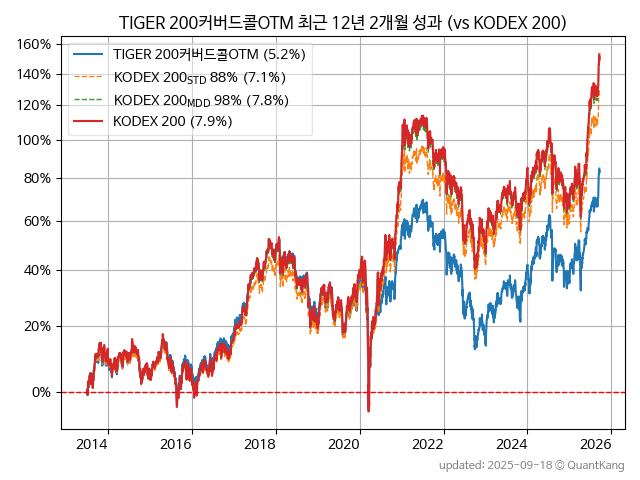 TIGER 200커버드콜OTM 최근 12년 2개월 성과 (vs KODEX 200)
160%
140%
120%
100%
80%
60%
40%
20%
0%
TIGER 200커버드콜OTM (5.2%)
KODEX 200STD 88% (7.1%)
KODEX 200MDD 98% (7.8%)
KODEX 200 (7.9%)
2014 2016 2018 2020 2022 2024 2026
updated: 2025-09-18 © QuantKang